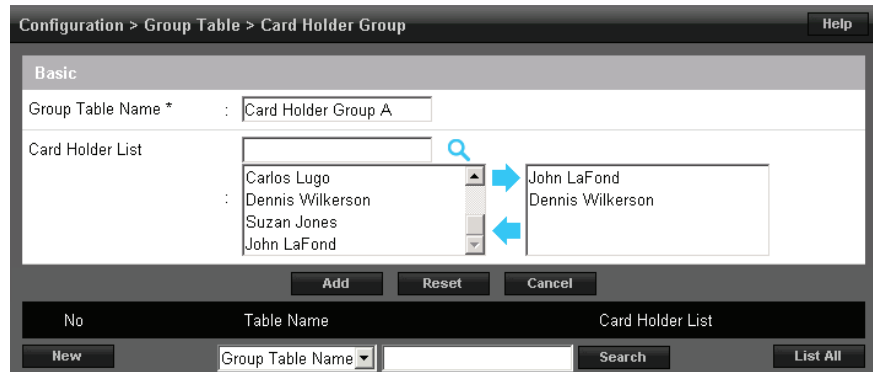 Configuration > Group Table > Card Holder Group Help
Basic
Group Table Name * : Card Holder Group A
Card Holder List
:
Carlos Lugo
Dennis Wilkerson
Suzan Jones
John LaFond
John LaFond
Dennis Wilkerson
Add Reset Cancel
No Table Name Card Holder List
New Group Table Name Search List All